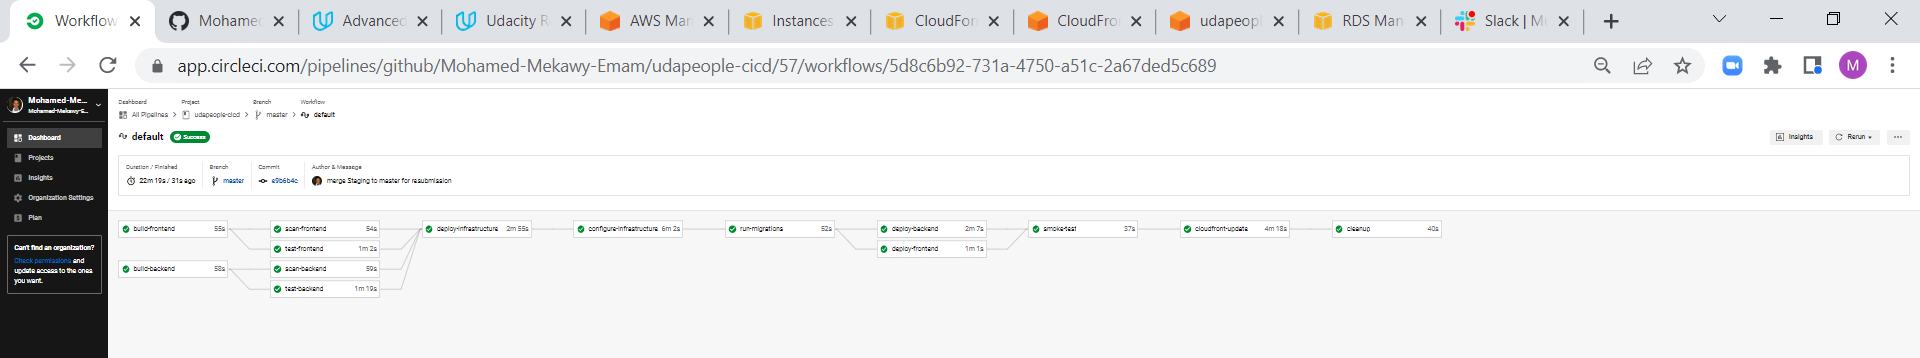 Workflow
Mohamed
Advanced
Udacity R
AWS Man
Instances
CloudFor
CloudFro
udapeopl
RDS Man
Slack | M
app.circleci.com/pipelines/github/Mohamed-Mekawy-Emam/udapeople-cicd/57/workflows/5d8c6b92-731a-4750-a51c-2a67ded5c689
M
Mohamed-Me...
Mohamed-Mekawy-E...
Dashboard
Projects
Insights
Organization Settings
Plan
Can't find an organization?
Check permissions and
update access to the ones
you want.
Dashboard Project Branch Workflow
All Pipelines > udapeople-cicd > master > default
default Success
Insights Rerun ...
Duration / Finished Branch Commit Author & Message
22m 19s / 31s ago master e9b6b4c merge Staging to master for resubmission
build-frontend 55s scan-frontend 54s deploy-infrastructure 2m 55s configure-infrastructure 6m 2s run-migrations 52s deploy-backend 2m 7s smoke-test 37s cloudfront-update 4m 18s cleanup 40s
test-frontend 1m 2s deploy-frontend 1m 1s
build-backend 58s scan-backend 59s
test-backend 1m 19s